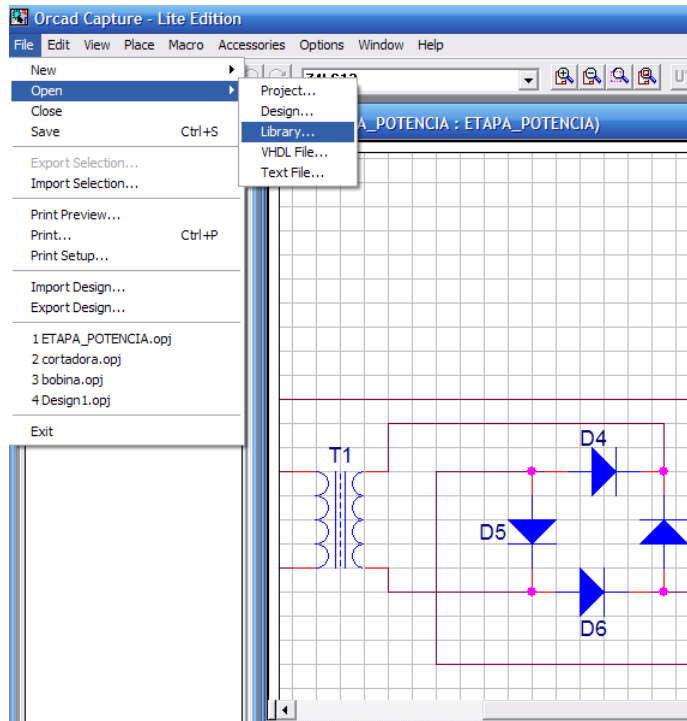 Orcad Capture - Lite Edition
File Edit View Place Macro Accessories Options Window Help
New
Open
Close
Save Ctrl+S
Export Selection...
Import Selection...
Print Preview...
Print... Ctrl+P
Print Setup...
Import Design...
Export Design...
1 ETAPA_POTENCIA.opj
2 cortadora.opj
3 bobina.opj
4 Design1.opj
Exit
Project...
Design...
Library...
VHDL File...
Text File...
A_POTENCIA : ETAPA_POTENCIA)
T1
D4
D5
D6